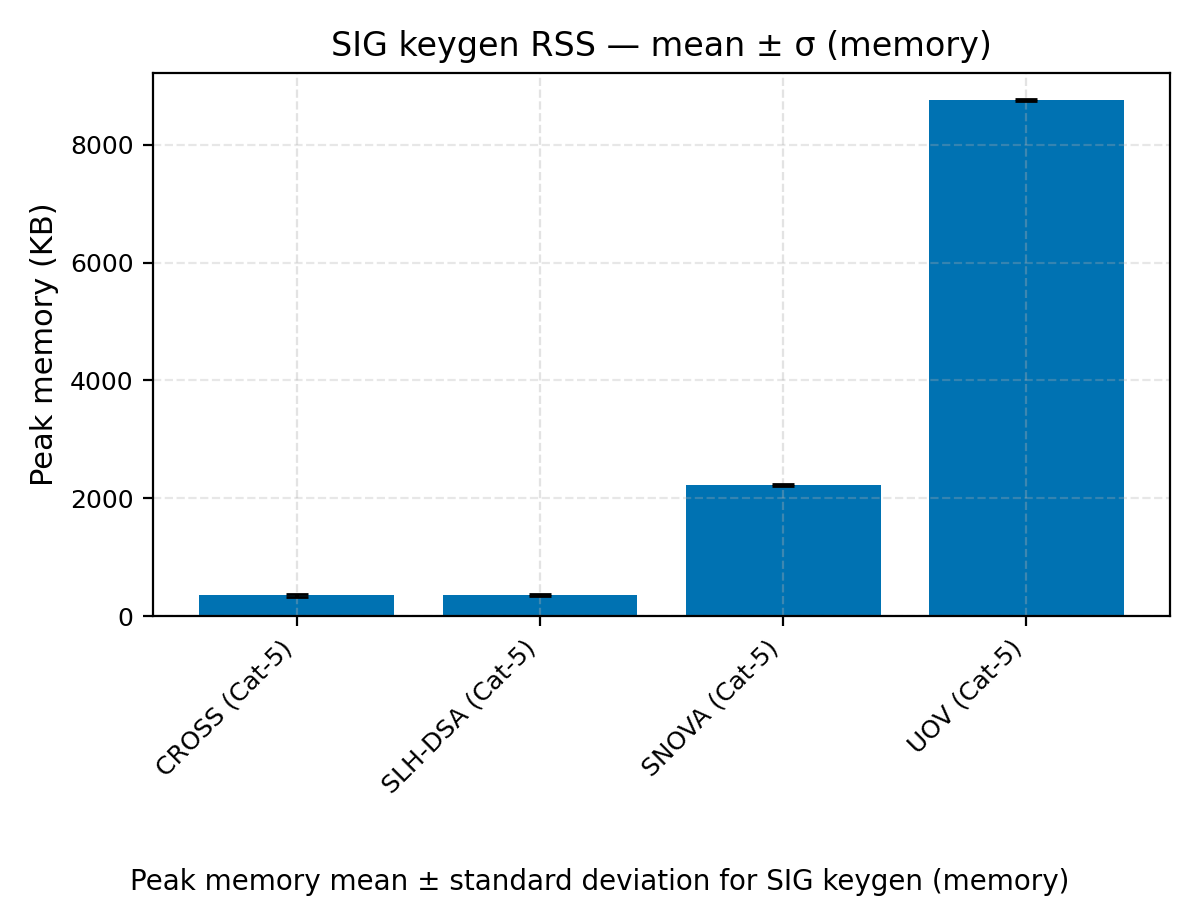 SIG keygen RSS — mean ± σ (memory)
Peak memory (KB)
8000
6000
4000
2000
0
CROSS (Cat-5)
SLH-DSA (Cat-5)
SNOVA (Cat-5)
UOV (Cat-5)
Peak memory mean ± standard deviation for SIG keygen (memory)